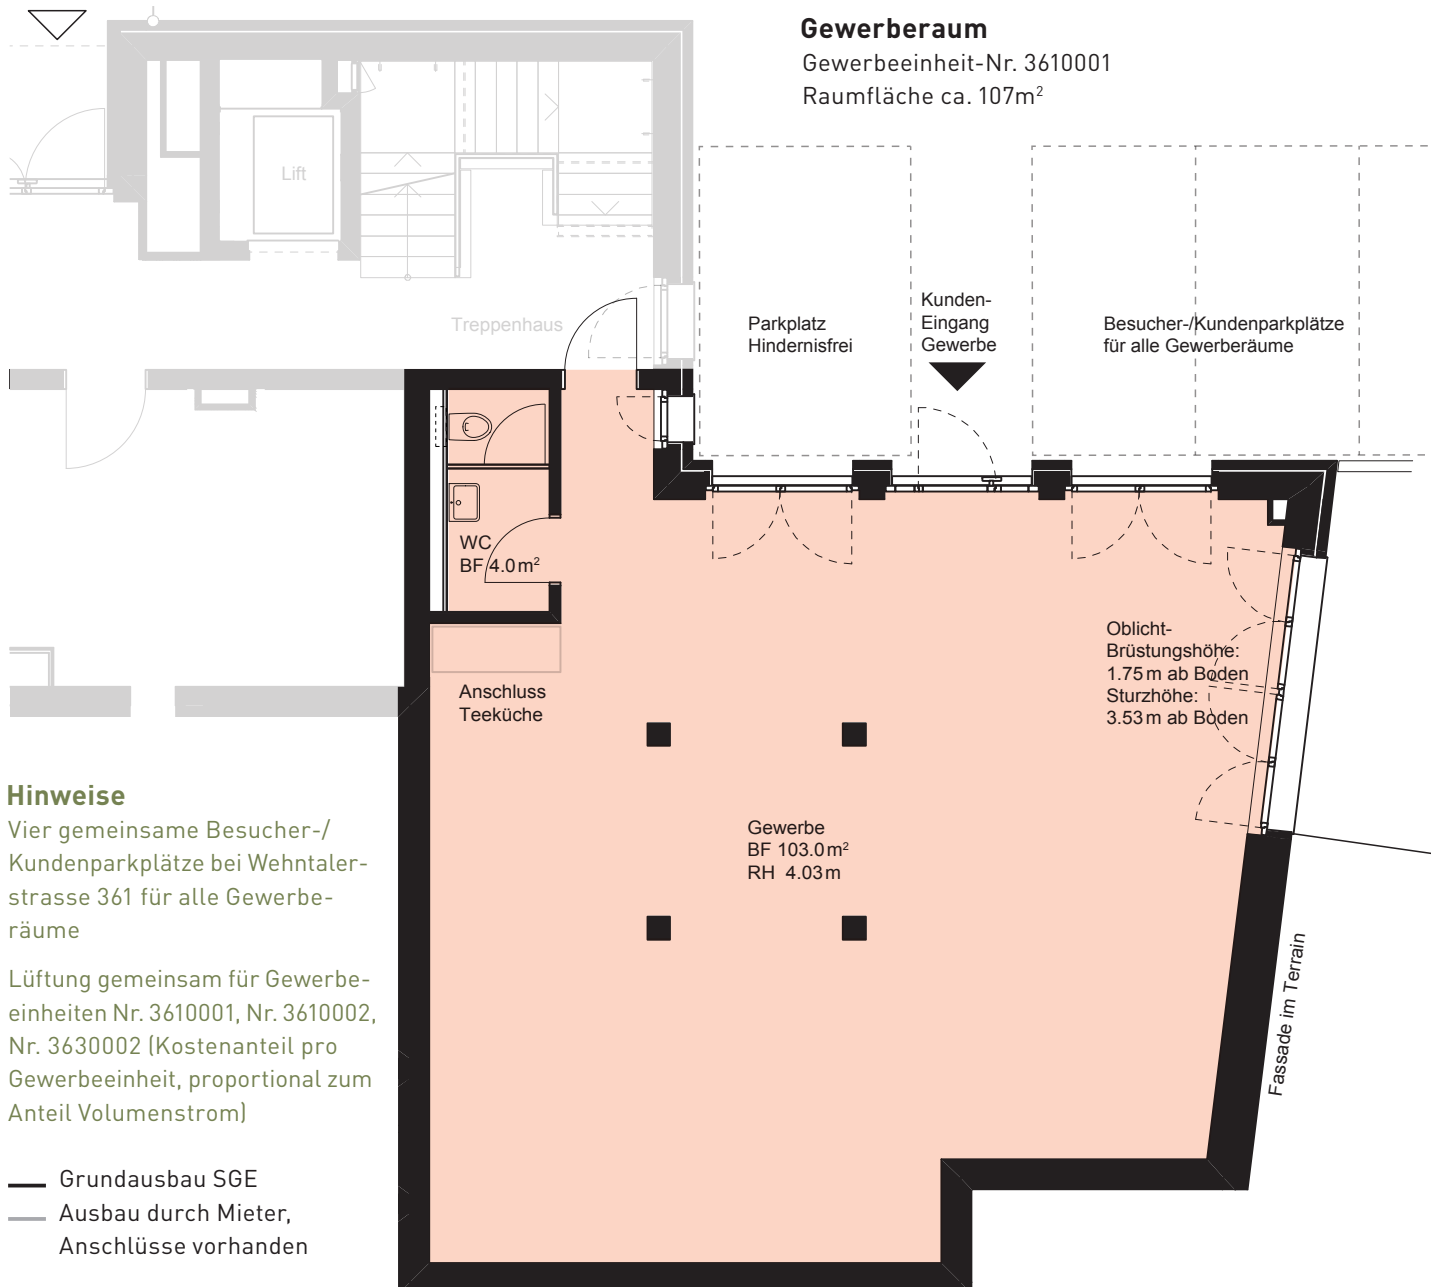 Gewerberaum
Gewerbeeinheit-Nr. 3610001
Raumfläche ca. 107m²
Lift
Treppenhaus
Parkplatz
Hindernisfrei
Kunden-
Eingang
Gewerbe
Besucher-/Kundenparkplätze
für alle Gewerberäume
WC
BF 4.0m²
Anschluss
Teeküche
Oblicht-
Brüstungshöhe:
1.75m ab Boden
Sturzhöhe:
3.53m ab Boden
Gewerbe
BF 103.0m²
RH 4.03m
Fassade im Terrain
Hinweise
Vier gemeinsame Besucher-/
Kundenparkplätze bei Wehntaler-
strasse 361 für alle Gewerbe-
räume
Lüftung gemeinsam für Gewerbe-
einheiten Nr. 3610001, Nr. 3610002,
Nr. 3630002 (Kostenanteil pro
Gewerbeeinheit, proportional zum
Anteil Volumenstrom)
Grundausbau SGE
Ausbau durch Mieter,
Anschlüsse vorhanden